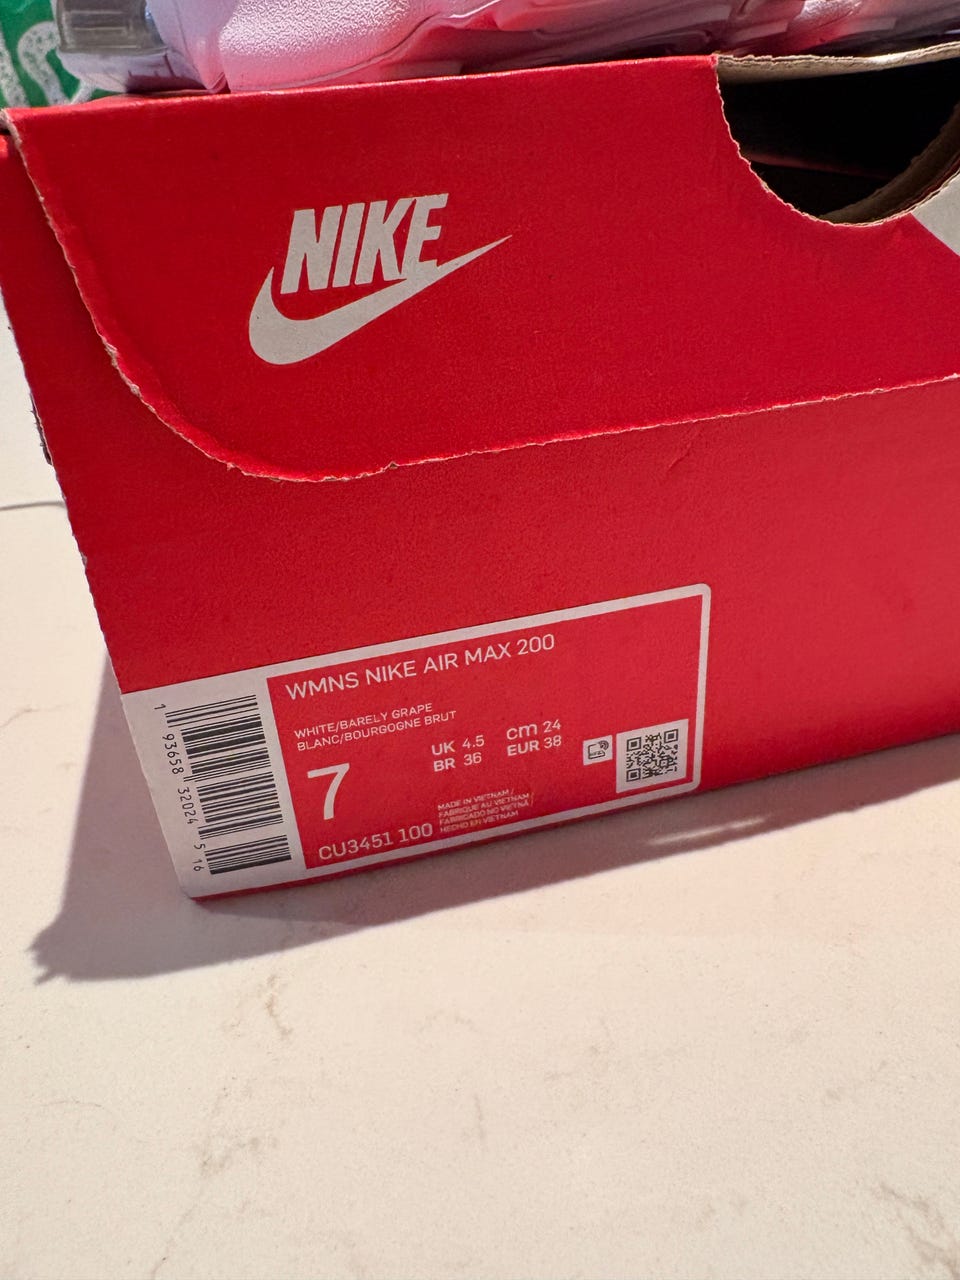 NIKE
WMNS NIKE AIR MAX 200
WHITE/BARELY GRAPE
BLANC/BOURGOGNE BRUT
7
UK 4.5
BR 36
cm 24
EUR 38
MADE IN VIETNAM /
FABRIQUE AU VIETNAM /
FABRICADO NO VIETNÃ /
HECHO EN VIETNAM
CU3451 100
1 93658 32024 5 16